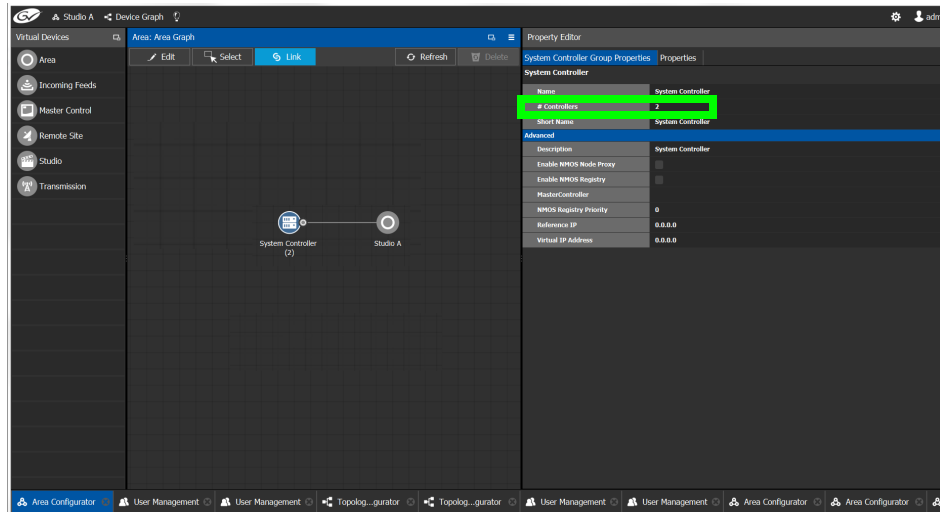 GV Studio A Device Graph adm
Virtual Devices
Area
Incoming Feeds
Master Control
Remote Site
Studio
Transmission
Area: Area Graph
Edit Select Link Refresh Delete
System Controller
(2)
Studio A
Property Editor
System Controller Group Properties Properties
System Controller
Name System Controller
# Controllers 2
Short Name System Controller
Advanced
Description System Controller
Enable NMOS Node Proxy
Enable NMOS Registry
MasterController
NMOS Registry Priority 0
Reference IP 0.0.0.0
Virtual IP Address 0.0.0.0
Area Configurator User Management User Management Topolog...gurator Topolog...gurator User Management User Management Area Configurator Area Configurator